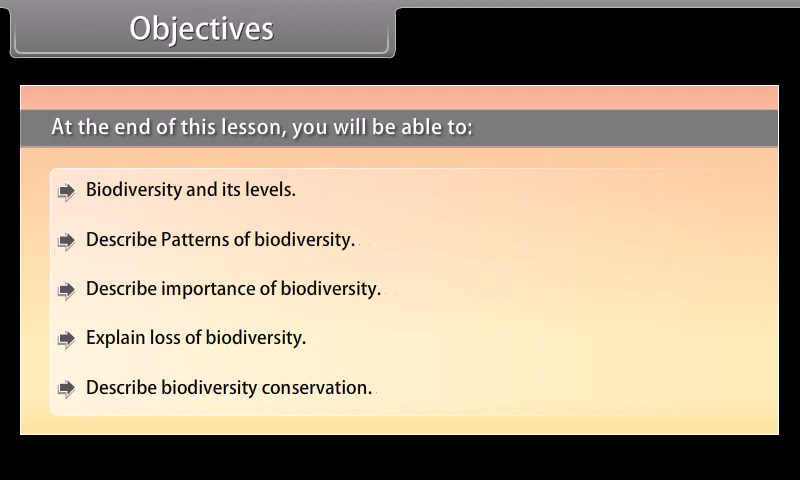 Objectives
At the end of this lesson, you will be able to:
Biodiversity and its levels.
Describe Patterns of biodiversity.
Describe importance of biodiversity.
Explain loss of biodiversity.
Describe biodiversity conservation.